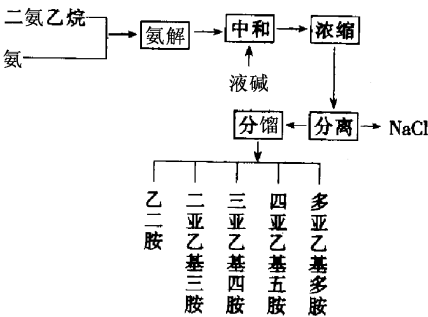 二氨乙烷
氨
氨解
中和
浓缩
液碱
分馏
分离
NaCl
乙二胺
二亚乙基三胺
三亚乙基四胺
四亚乙基五胺
多亚乙基多胺